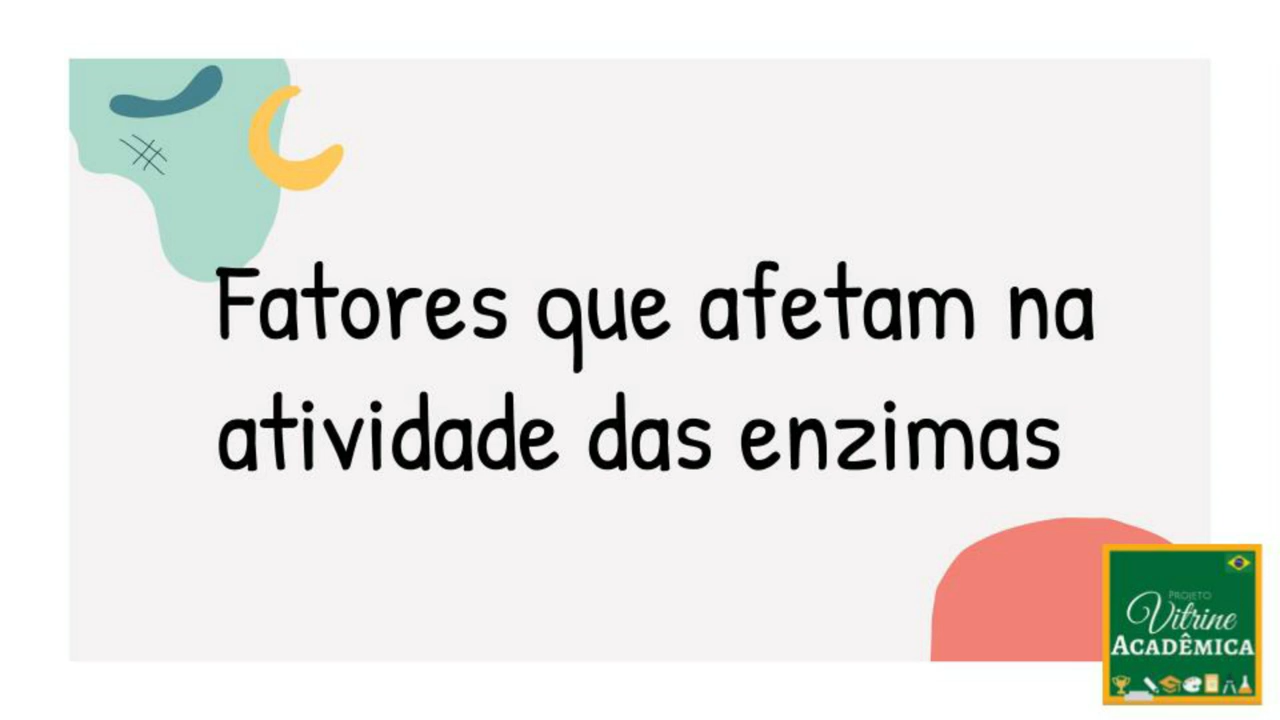 Fatores que afetam na
atividade das enzimas
PROJETO
Vitrine
ACADÊMICA